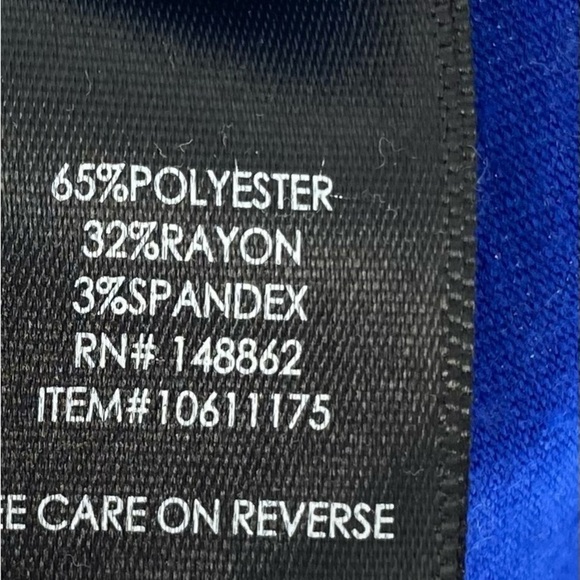 65%POLYESTER
32%RAYON
3%SPANDEX
RN# 148862
ITEM#10611175
EE CARE ON REVERSE